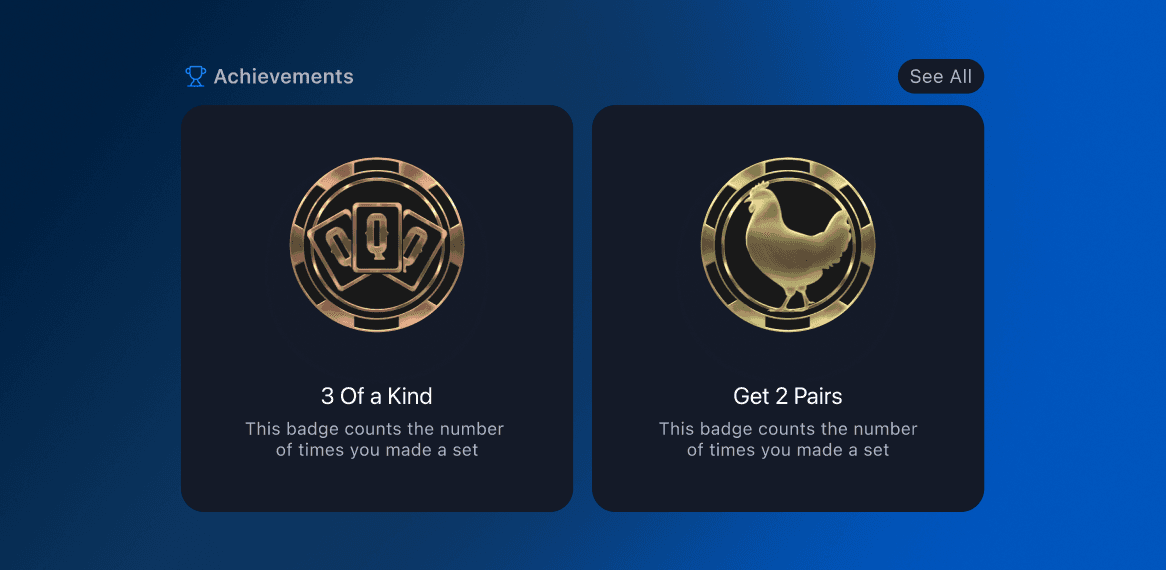 Achievements
See All
Q Q Q
3 Of a Kind
This badge counts the number
of times you made a set
Get 2 Pairs
This badge counts the number
of times you made a set